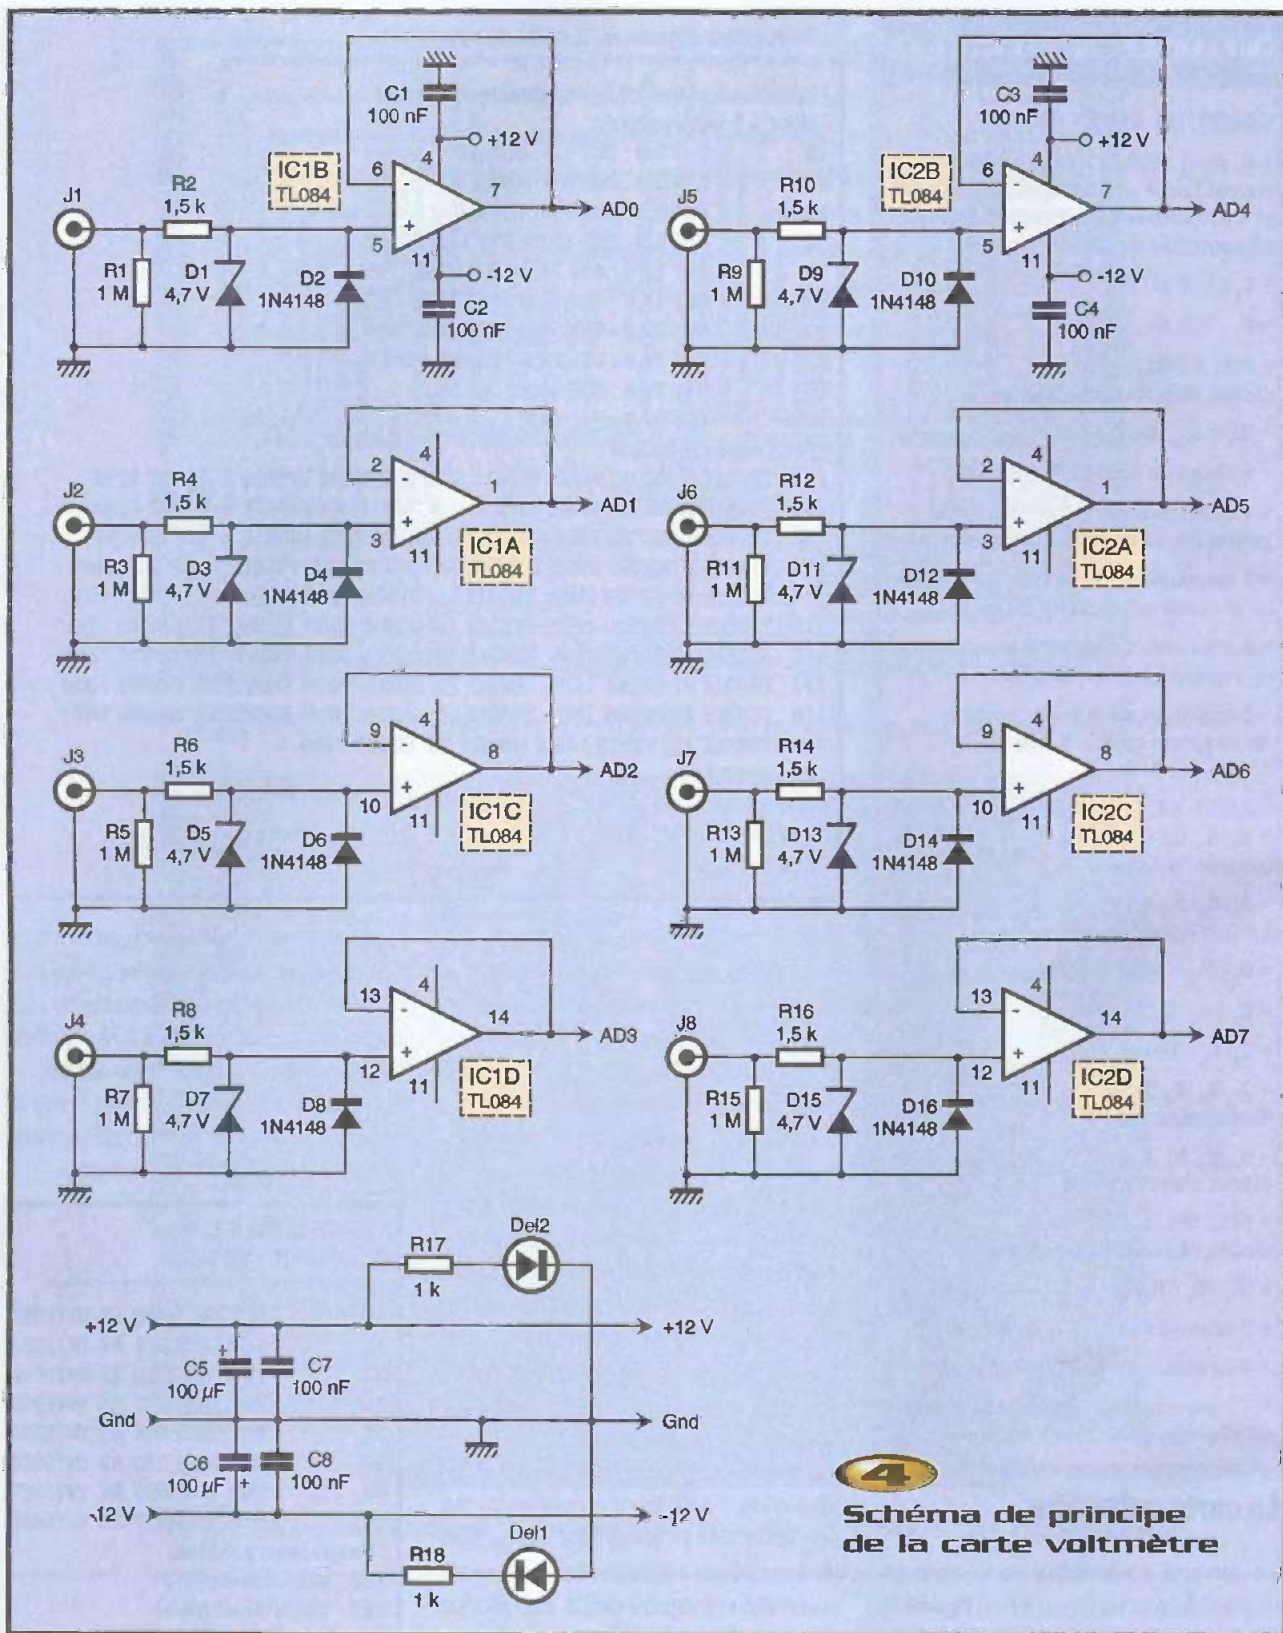 C1
100 nF
+12 V
IC1B
TL084
6
4
-
7
AD0
J1
R2
1,5 k
+
5
11
-12 V
R1
1 M
D1
4,7 V
D2
1N4148
C2
100 nF
C3
100 nF
+12 V
IC2B
TL084
6
4
-
7
AD4
J5
R10
1,5 k
+
5
11
-12 V
R9
1 M
D9
4,7 V
D10
1N4148
C4
100 nF
2
4
-
1
AD1
J2
R4
1,5 k
+
3
11
IC1A
TL084
R3
1 M
D3
4,7 V
D4
1N4148
2
4
-
1
AD5
J6
R12
1,5 k
+
3
11
IC2A
TL084
R11
1 M
D11
4,7 V
D12
1N4148
9
4
-
8
AD2
J3
R6
1,5 k
+
10
11
IC1C
TL084
R5
1 M
D5
4,7 V
D6
1N4148
9
4
-
8
AD6
J7
R14
1,5 k
+
10
11
IC2C
TL084
R13
1 M
D13
4,7 V
D14
1N4148
13
4
-
14
AD3
J4
R8
1,5 k
+
12
11
IC1D
TL084
R7
1 M
D7
4,7 V
D8
1N4148
13
4
-
14
AD7
J8
R16
1,5 k
+
12
11
IC2D
TL084
R15
1 M
D15
4,7 V
D16
1N4148
Del2
R17
1 k
+12 V
+12 V
+
C5
100 µF
C7
100 nF
Gnd
Gnd
C6
100 µF
+
C8
100 nF
-12 V
-12 V
Del1
R18
1 k
4
Schéma de principe
de la carte voltmètre